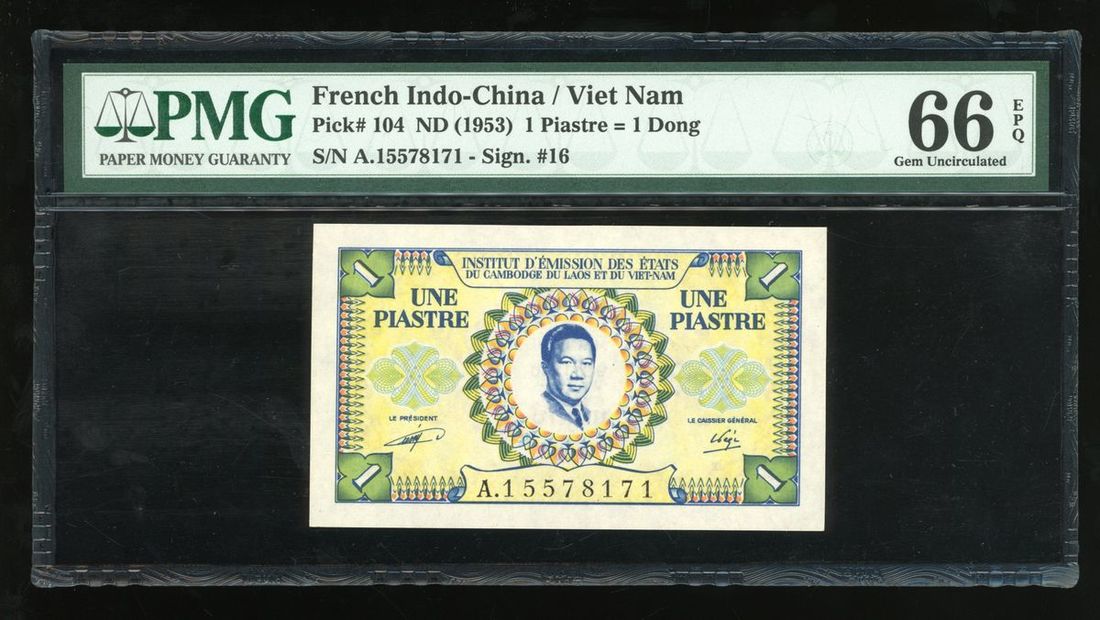 PMG
PAPER MONEY GUARANTY
French Indo-China / Viet Nam
Pick# 104 ND (1953) 1 Piastre = 1 Dong
S/N A.15578171 - Sign. #16
66 EPQ
Gem Uncirculated
1 INSTITUT D'ÉMISSION DES ÉTATS 1
DU CAMBODGE DU LAOS ET DU VIET-NAM
UNE PIASTRE
UNE PIASTRE
LE PRÉSIDENT
LE CAISSIER GÉNÉRAL
1 A.15578171 1